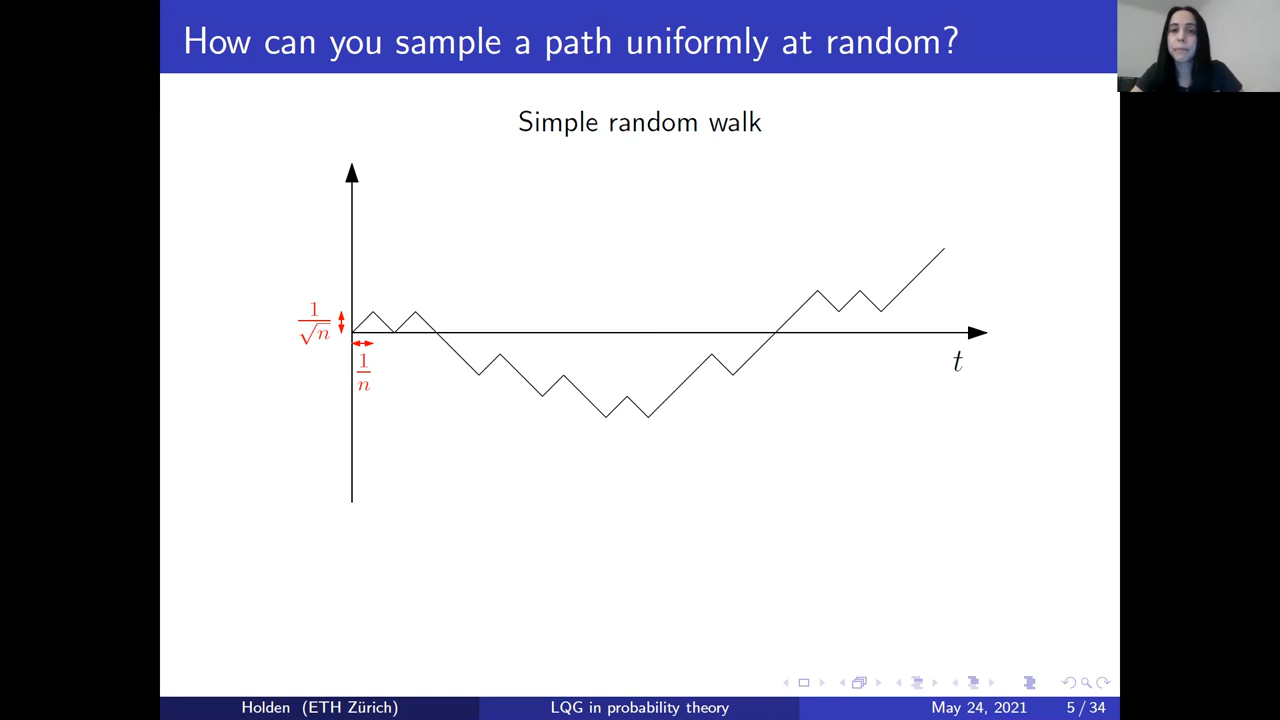 How can you sample a path uniformly at random?
Simple random walk
1
√n
1
n
t
Holden (ETH Zürich)
LQG in probability theory
May 24, 2021
5 / 34